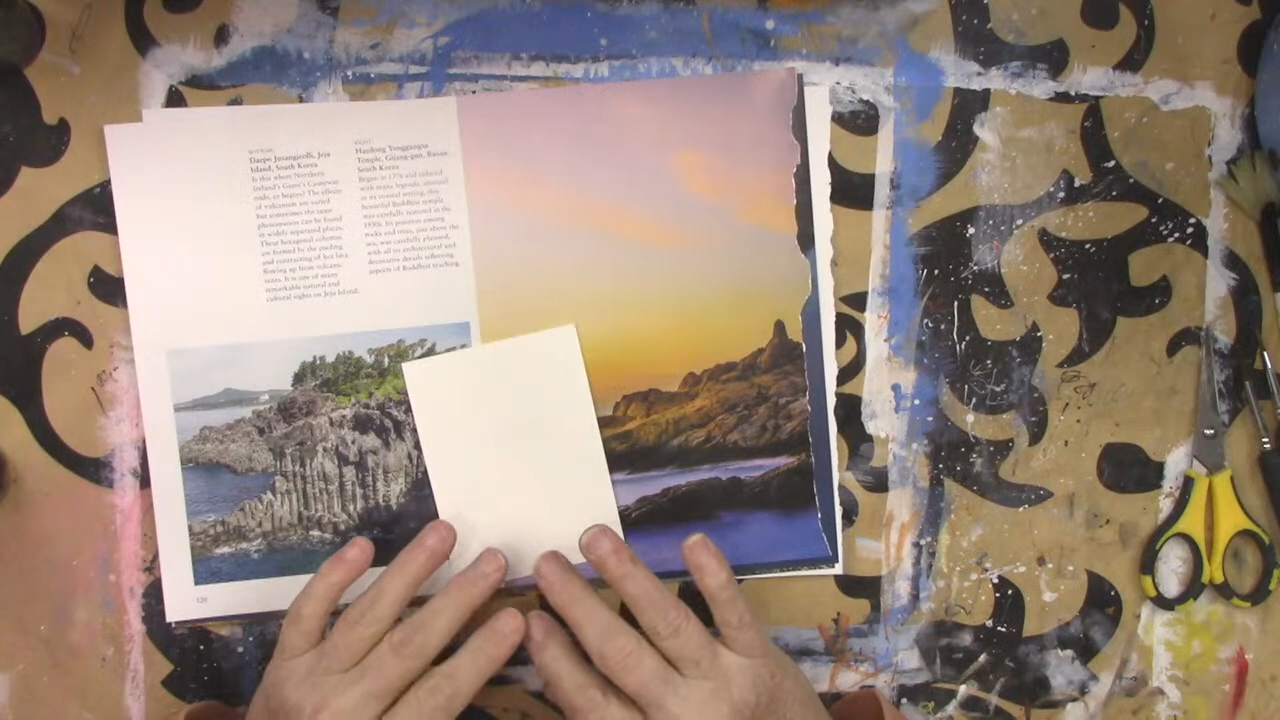 BOTTOM:
Daepo Jusangjeolli, Jeju
Island, South Korea
Is this where Northern
Ireland's Giant's Causeway
ends, or begins? The effects
of volcanism are varied
but sometimes the same
phenomenon can be found
in widely separated places.
These hexagonal columns
are formed by the cooling
and contracting of hot lava
flowing up from volcanic
vents. It is one of many
remarkable natural and
cultural sights on Jeju Island.
RIGHT:
Haedong Yonggungsa
Temple, Gijang-gun, Busan,
South Korea
Begun in 1376 and imbued
with many legends, unusual
in its coastal setting, this
beautiful Buddhist temple
was carefully restored in the
1930s. Its position among
rocks and trees, just above the
sea, was carefully planned,
with all its architectural and
decorative details reflecting
aspects of Buddhist teaching.
120